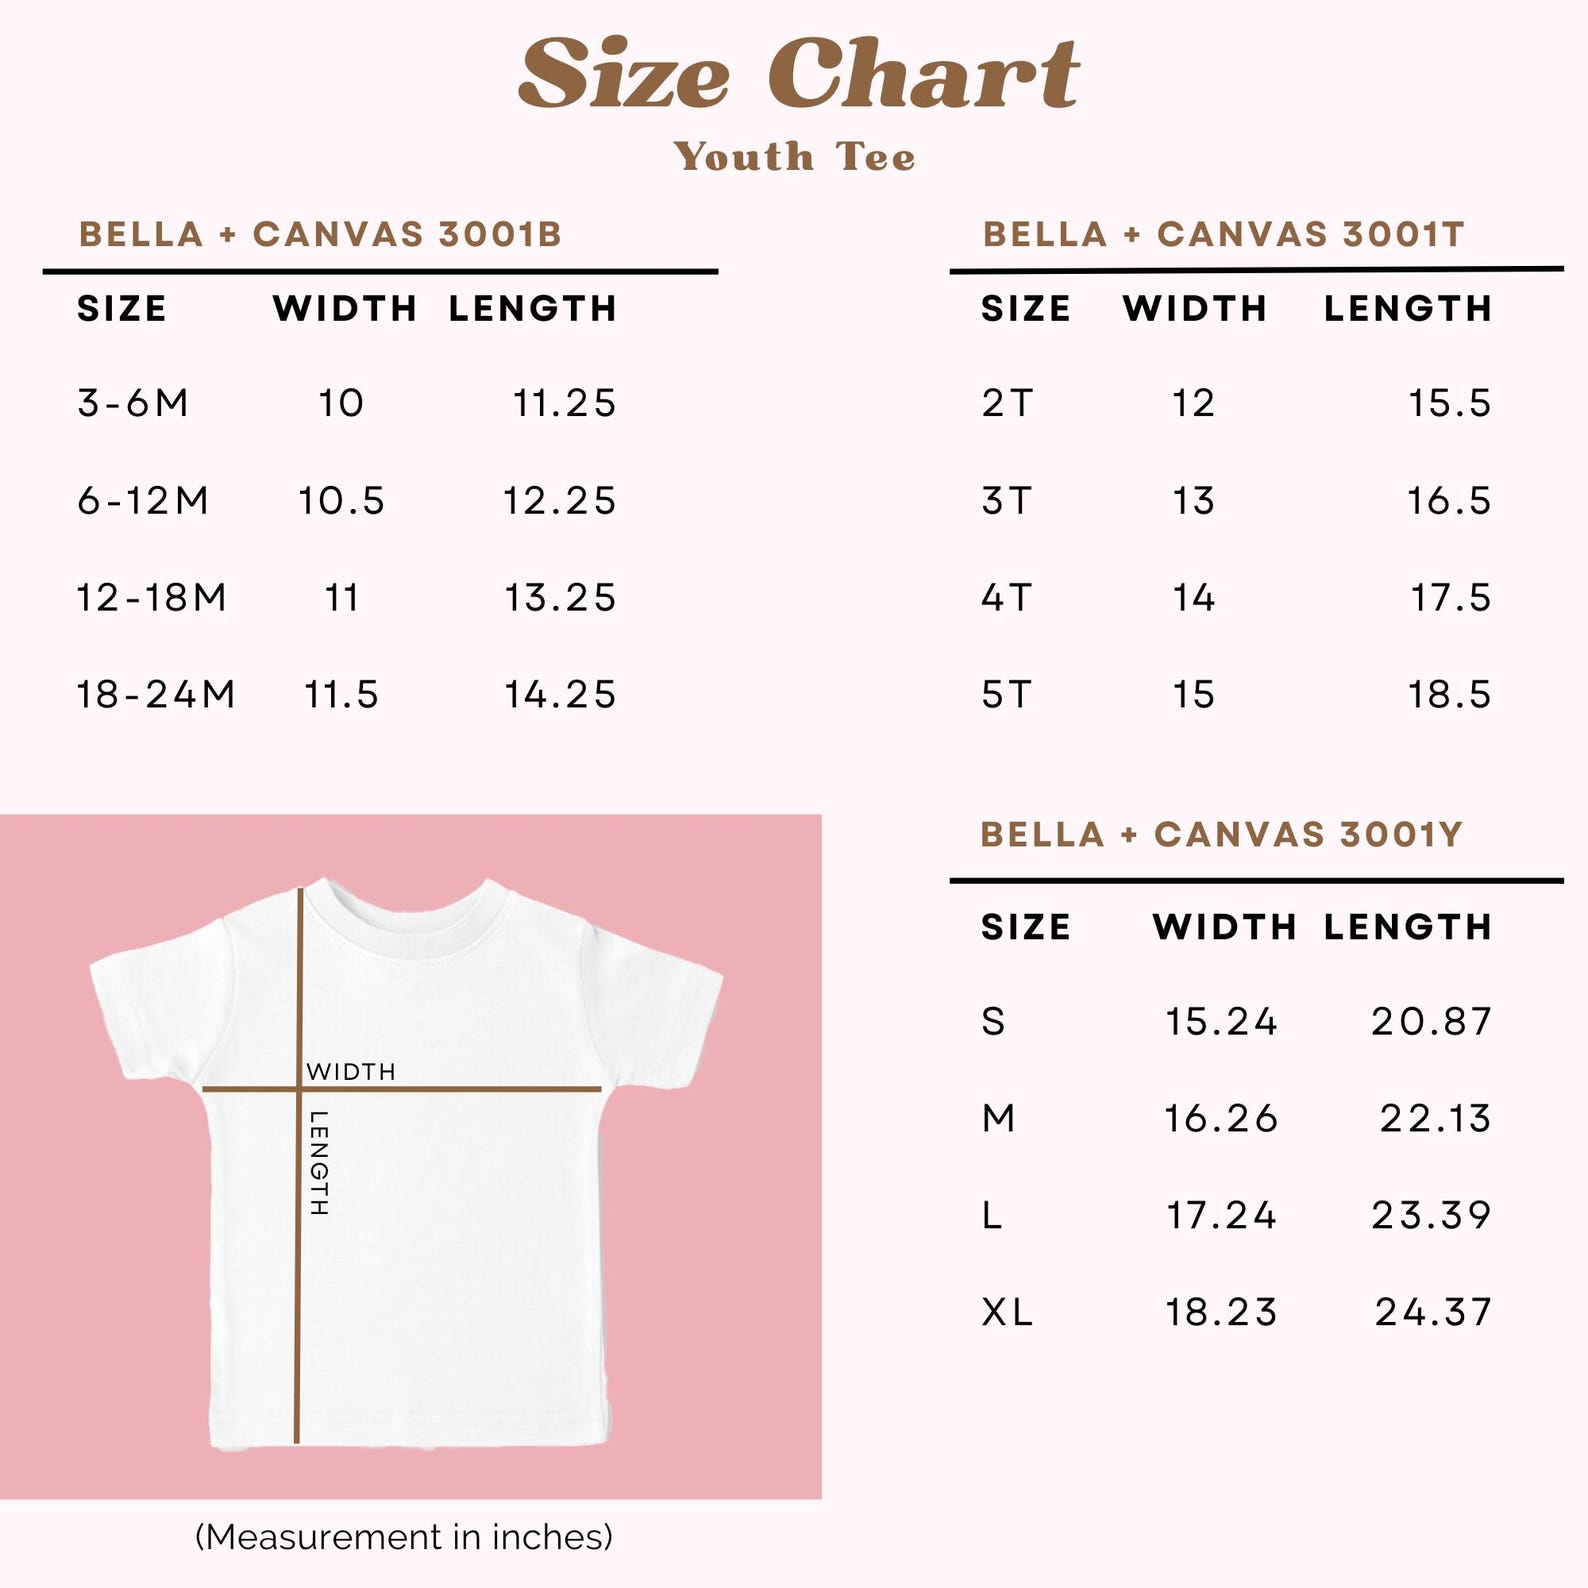 Size Chart
Youth Tee
BELLA + CANVAS 3001B
SIZE WIDTH LENGTH
3-6M 10 11.25
6-12M 10.5 12.25
12-18M 11 13.25
18-24M 11.5 14.25
BELLA + CANVAS 3001T
SIZE WIDTH LENGTH
2T 12 15.5
3T 13 16.5
4T 14 17.5
5T 15 18.5
BELLA + CANVAS 3001Y
SIZE WIDTH LENGTH
S 15.24 20.87
M 16.26 22.13
L 17.24 23.39
XL 18.23 24.37
WIDTH
LENGTH
(Measurement in inches)